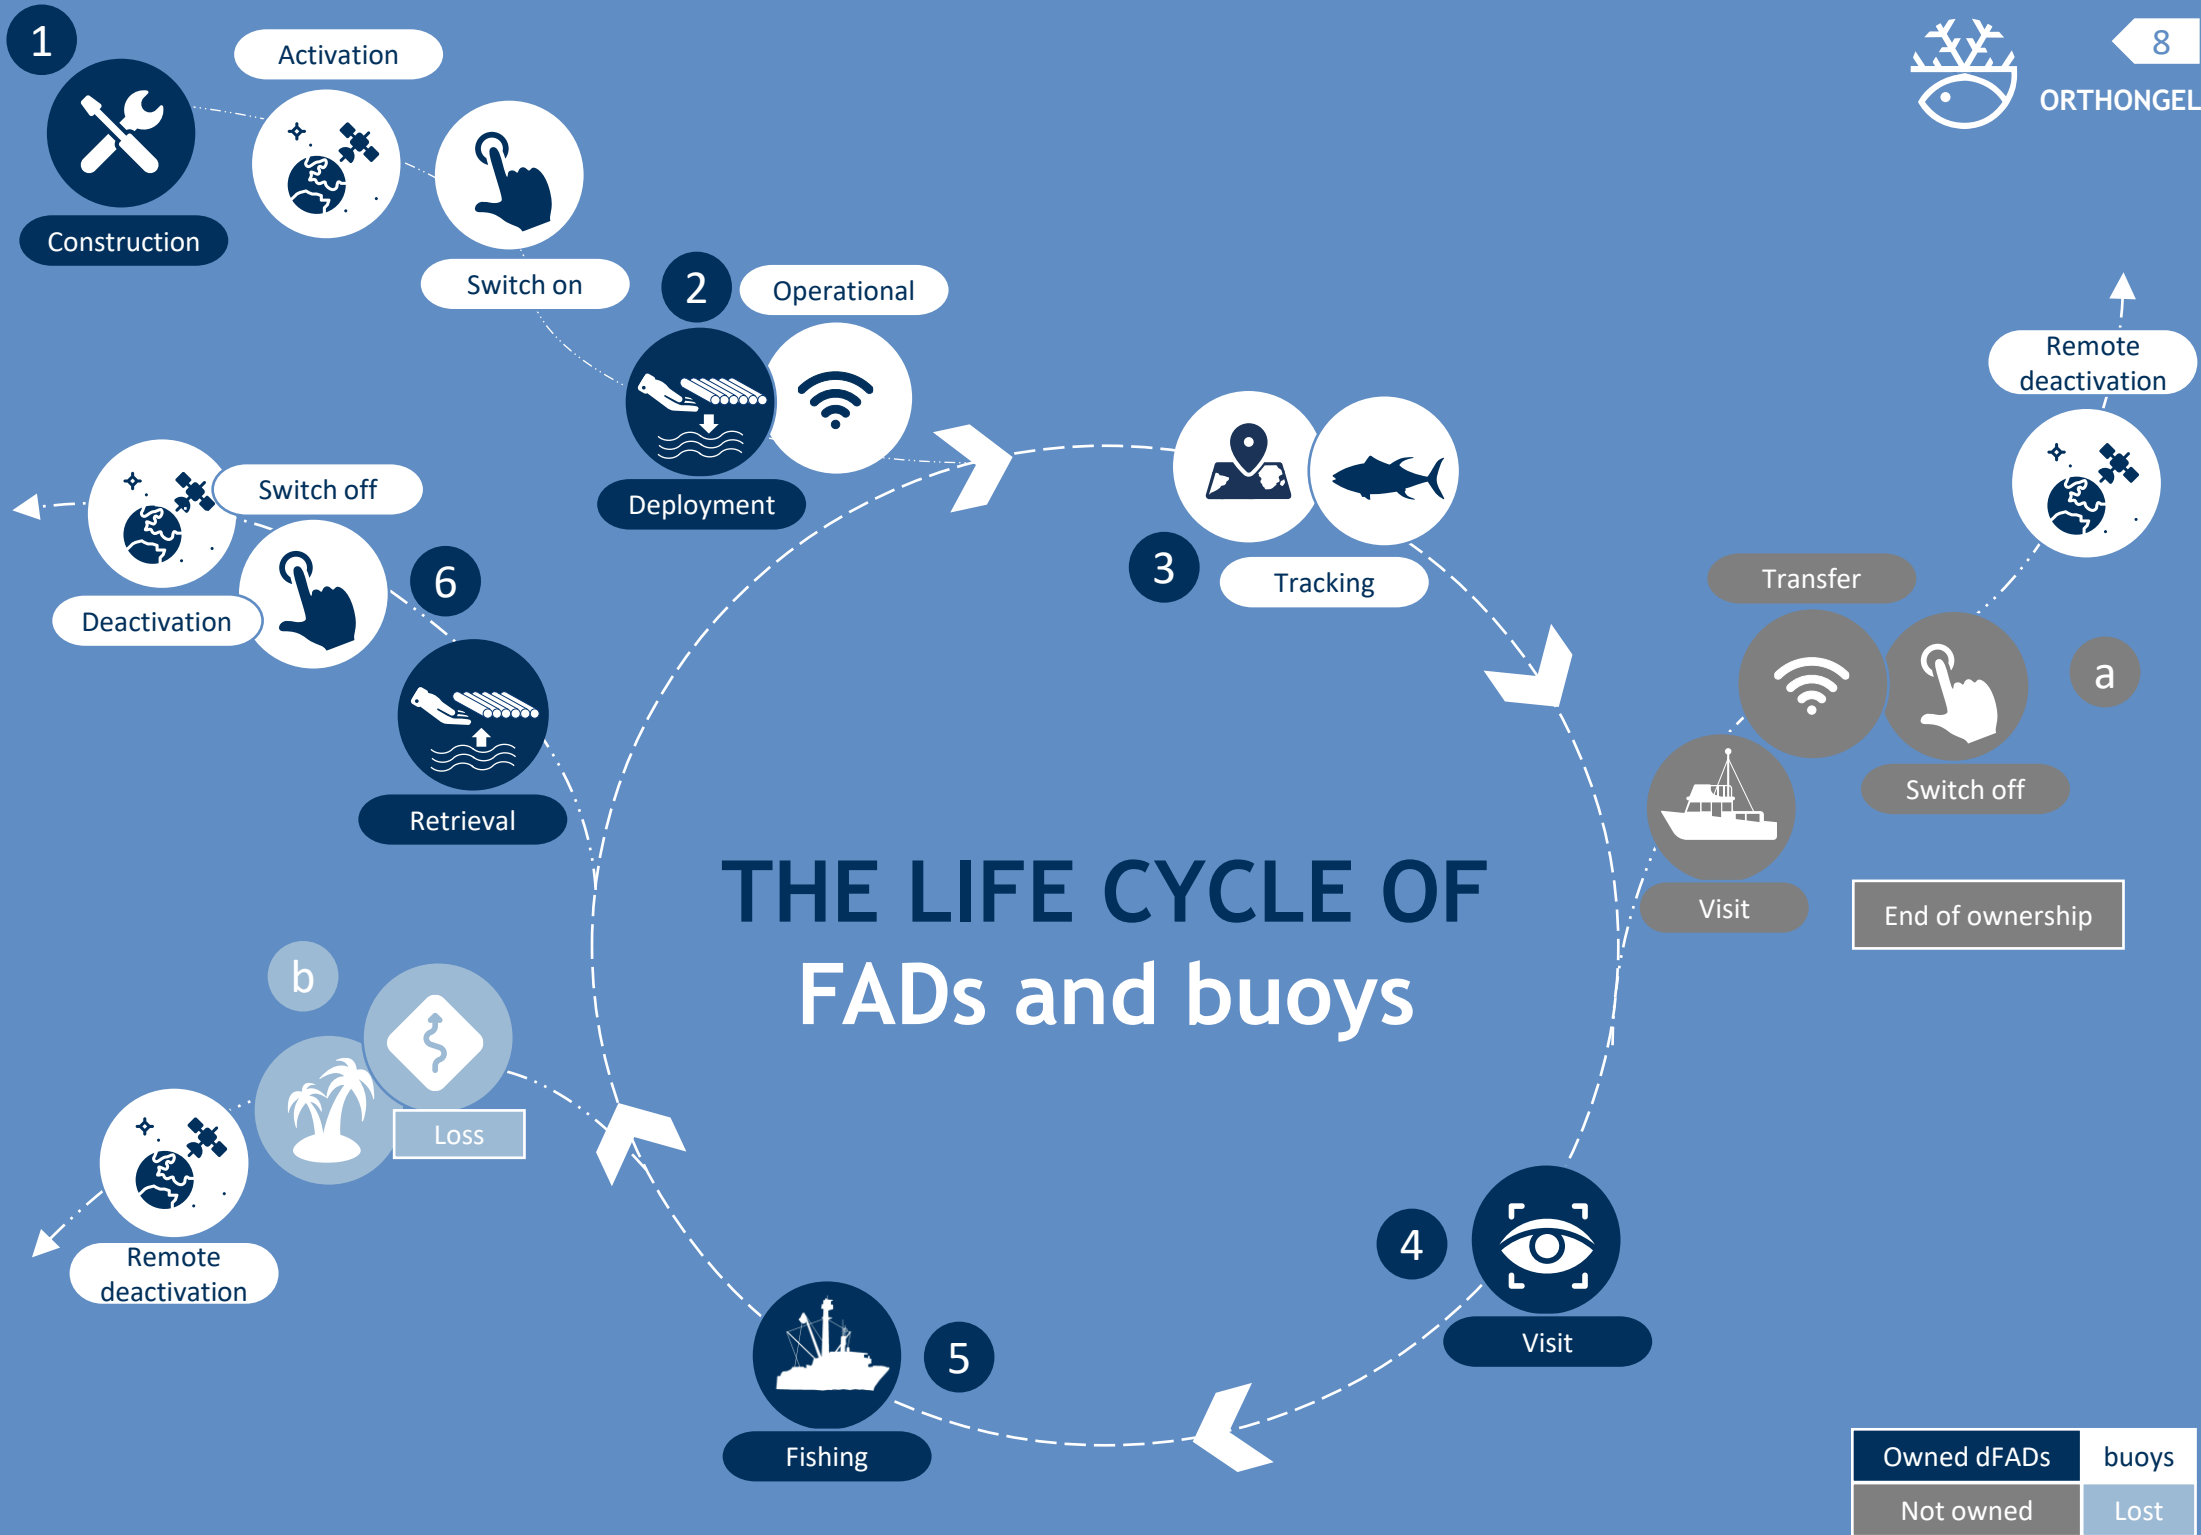 1
Activation
8
ORTHONGEL
Construction
Switch on
2
Operational
Deployment
Remote
deactivation
Switch off
6
Deactivation
3
Tracking
Transfer
a
Retrieval
Switch off
Visit
End of ownership
THE LIFE CYCLE OF
FADs and buoys
b
Loss
Remote
deactivation
4
Visit
5
Fishing
Owned dFADs
buoys
Not owned
Lost